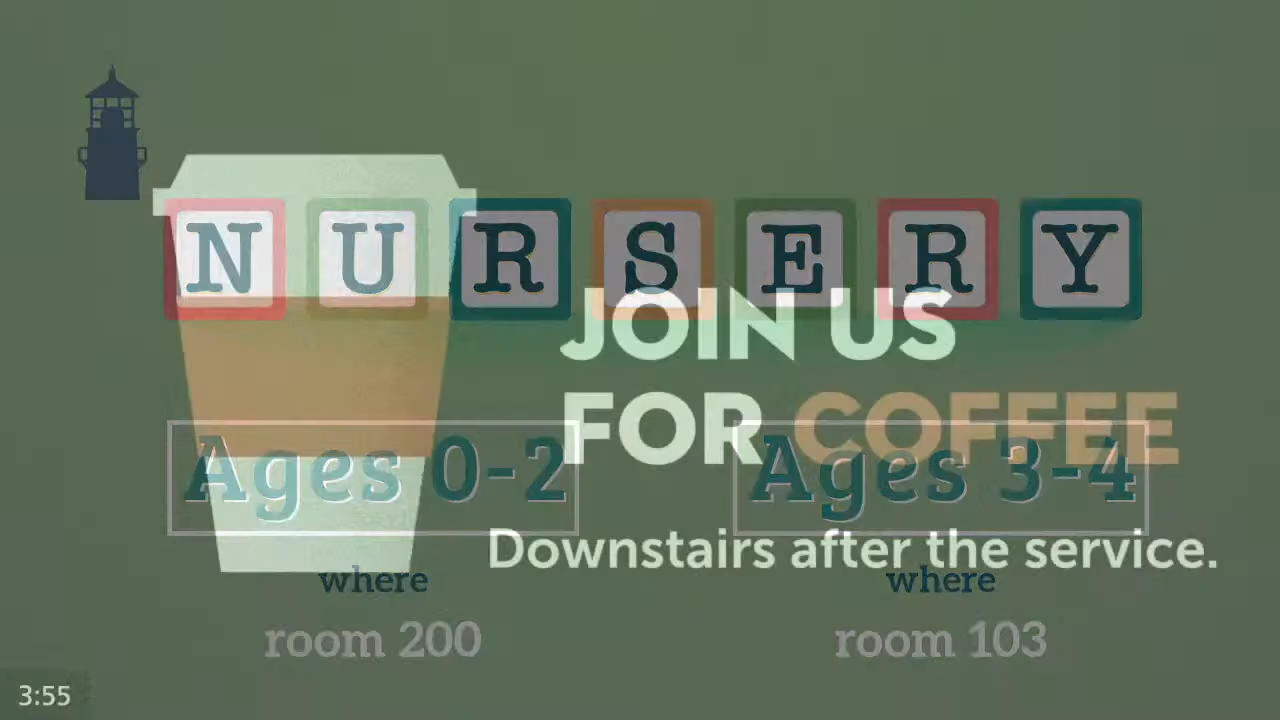 NURSERY
JOIN US
FOR COFFEE
Ages 0-2
Ages 3-4
Downstairs after the service.
where
where
room 200
room 103
3:55